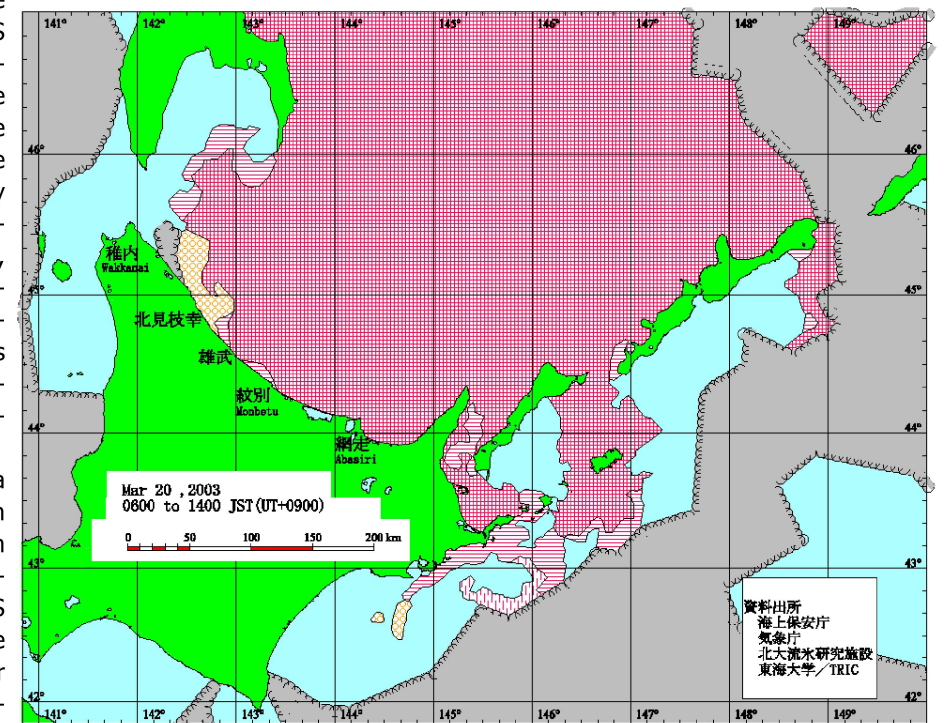 141° 142° 143° 144° 145° 146° 147° 148° 149°
46° 46°
稚内
Wakkanai
45° 45°
北見枝幸
雄武
紋別
Monbetu
44° 44°
網走
Abasiri
Mar 20 ,2003
0600 to 1400 JST(UT+0900)
0 50 100 150 200 km
43° 43°
資料出所
海上保安庁
気象庁
北大流氷研究施設
東海大学/TRIC
42° 42°
141° 142° 143° 144° 145° 146° 147° 148° 149°